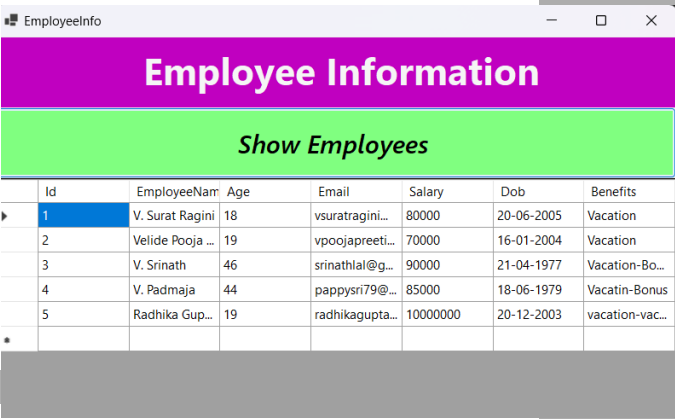 EmployeeInfo
Employee Information
Show Employees
Id EmployeeNam Age Email Salary Dob Benefits
1 V. Surat Ragini 18 vsuratragini... 80000 20-06-2005 Vacation
2 Velide Pooja ... 19 vpoojapreeti... 70000 16-01-2004 Vacation
3 V. Srinath 46 srinathlal@g... 90000 21-04-1977 Vacation-Bo...
4 V. Padmaja 44 pappysri79@... 85000 18-06-1979 Vacatin-Bonus
5 Radhika Gup... 19 radhikagupta... 10000000 20-12-2003 vacation-vac...